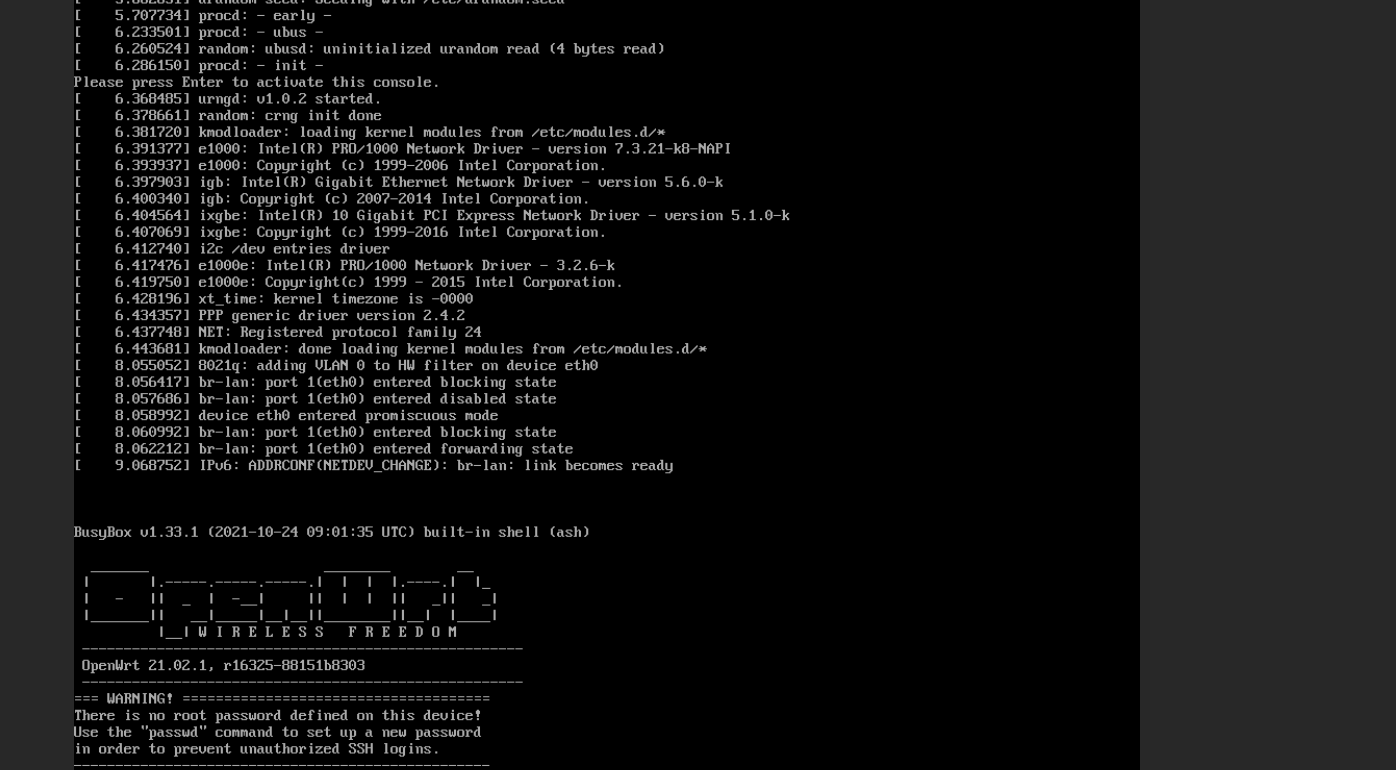 [    5.707734] procd: - early -
[    6.233501] procd: - ubus -
[    6.260524] random: ubusd: uninitialized urandom read (4 bytes read)
[    6.286150] procd: - init -
Please press Enter to activate this console.
[    6.368485] urngd: v1.0.2 started.
[    6.378661] random: crng init done
[    6.381720] kmodloader: loading kernel modules from /etc/modules.d/*
[    6.391377] e1000: Intel(R) PRO/1000 Network Driver - version 7.3.21-k8-NAPI
[    6.393937] e1000: Copyright (c) 1999-2006 Intel Corporation.
[    6.397903] igb: Intel(R) Gigabit Ethernet Network Driver - version 5.6.0-k
[    6.400340] igb: Copyright (c) 2007-2014 Intel Corporation.
[    6.404564] ixgbe: Intel(R) 10 Gigabit PCI Express Network Driver - version 5.1.0-k
[    6.407069] ixgbe: Copyright (c) 1999-2016 Intel Corporation.
[    6.412740] i2c /dev entries driver
[    6.417476] e1000e: Intel(R) PRO/1000 Network Driver - 3.2.6-k
[    6.419750] e1000e: Copyright(c) 1999 - 2015 Intel Corporation.
[    6.428196] xt_time: kernel timezone is -0000
[    6.434357] PPP generic driver version 2.4.2
[    6.437748] NET: Registered protocol family 24
[    6.443681] kmodloader: done loading kernel modules from /etc/modules.d/*
[    8.055052] 8021q: adding VLAN 0 to HW filter on device eth0
[    8.056417] br-lan: port 1(eth0) entered blocking state
[    8.057686] br-lan: port 1(eth0) entered disabled state
[    8.058992] device eth0 entered promiscuous mode
[    8.060992] br-lan: port 1(eth0) entered blocking state
[    8.062212] br-lan: port 1(eth0) entered forwarding state
[    9.068752] IPv6: ADDRCONF(NETDEV_CHANGE): br-lan: link becomes ready
BusyBox v1.33.1 (2021-10-24 09:01:35 UTC) built-in shell (ash)
OpenWrt
W I R E L E S S   F R E E D O M
OpenWrt 21.02.1, r16325-88151b8303
=== WARNING! =====================================
There is no root password defined on this device!
Use the "passwd" command to set up a new password
in order to prevent unauthorized SSH logins.